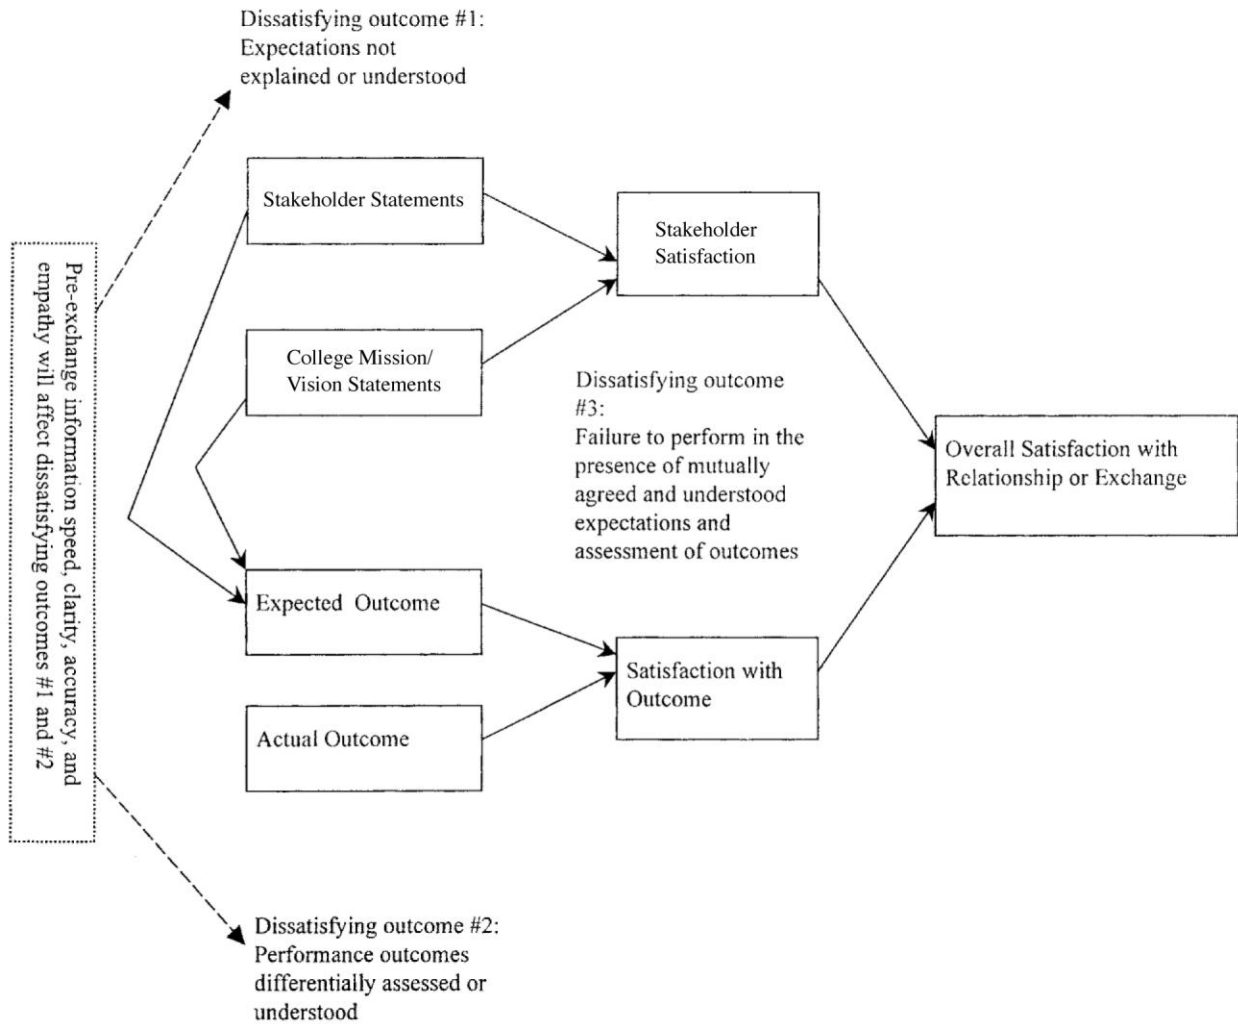 Dissatisfying outcome #1:
Expectations not
explained or understood
Stakeholder Statements
Stakeholder
Satisfaction
Pre-exchange information speed, clarity, accuracy, and
empathy will affect dissatisfying outcomes #1 and #2
College Mission/
Vision Statements
Dissatisfying outcome
#3:
Failure to perform in the
presence of mutually
agreed and understood
expectations and
assessment of outcomes
Overall Satisfaction with
Relationship or Exchange
Expected Outcome
Satisfaction with
Outcome
Actual Outcome
Dissatisfying outcome #2:
Performance outcomes
differentially assessed or
understood